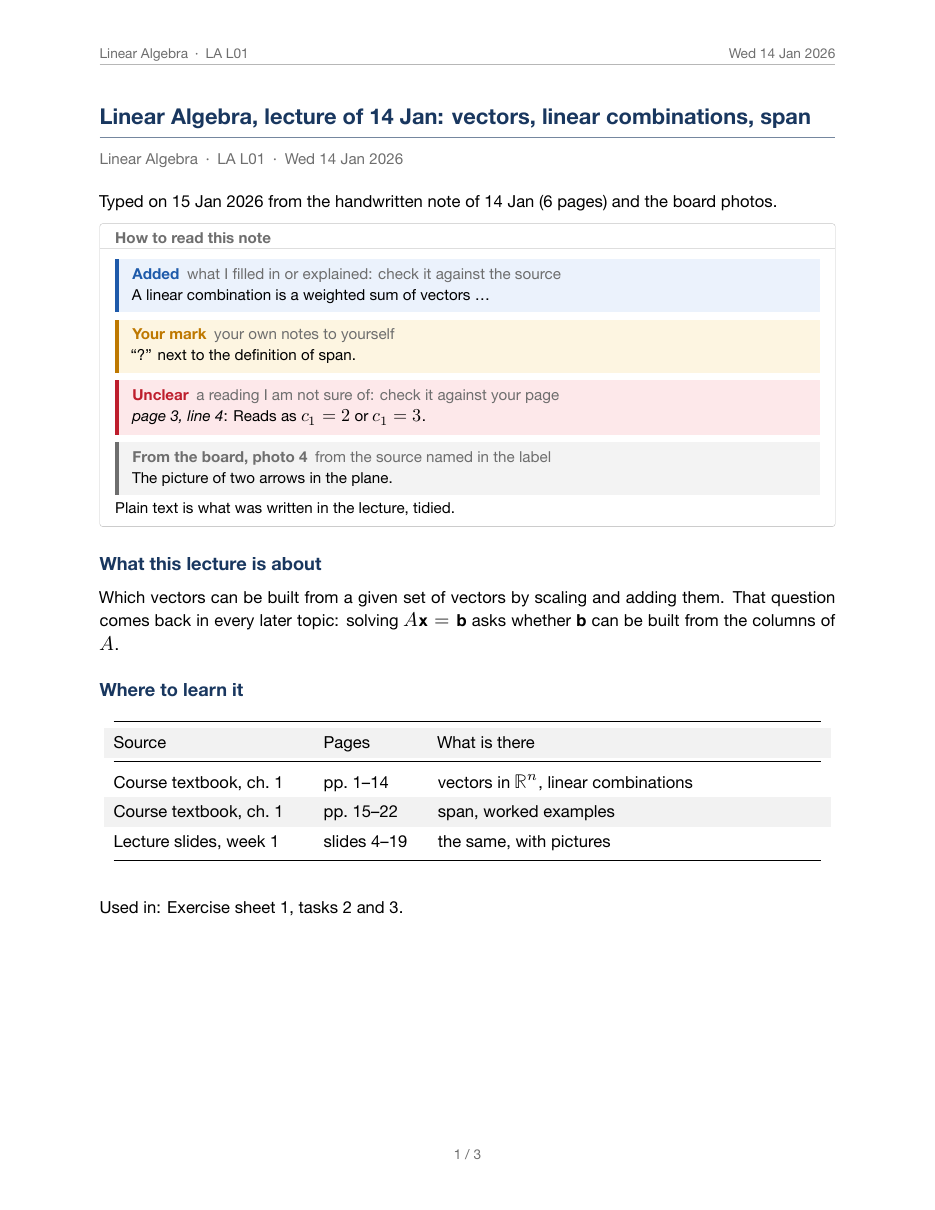 Linear Algebra · LA L01 Wed 14 Jan 2026
Linear Algebra, lecture of 14 Jan: vectors, linear combinations, span
Linear Algebra · LA L01 · Wed 14 Jan 2026
Typed on 15 Jan 2026 from the handwritten note of 14 Jan (6 pages) and the board photos.
How to read this note
Added what I filled in or explained: check it against the source
A linear combination is a weighted sum of vectors …
Your mark your own notes to yourself
“?” next to the definition of span.
Unclear a reading I am not sure of: check it against your page
page 3, line 4: Reads as c₁ = 2 or c₁ = 3.
From the board, photo 4 from the source named in the label
The picture of two arrows in the plane.
Plain text is what was written in the lecture, tidied.
What this lecture is about
Which vectors can be built from a given set of vectors by scaling and adding them. That question
comes back in every later topic: solving Ax = b asks whether b can be built from the columns of
A.
Where to learn it
Source Pages What is there
Course textbook, ch. 1 pp. 1–14 vectors in ℝⁿ, linear combinations
Course textbook, ch. 1 pp. 15–22 span, worked examples
Lecture slides, week 1 slides 4–19 the same, with pictures
Used in: Exercise sheet 1, tasks 2 and 3.
1 / 3